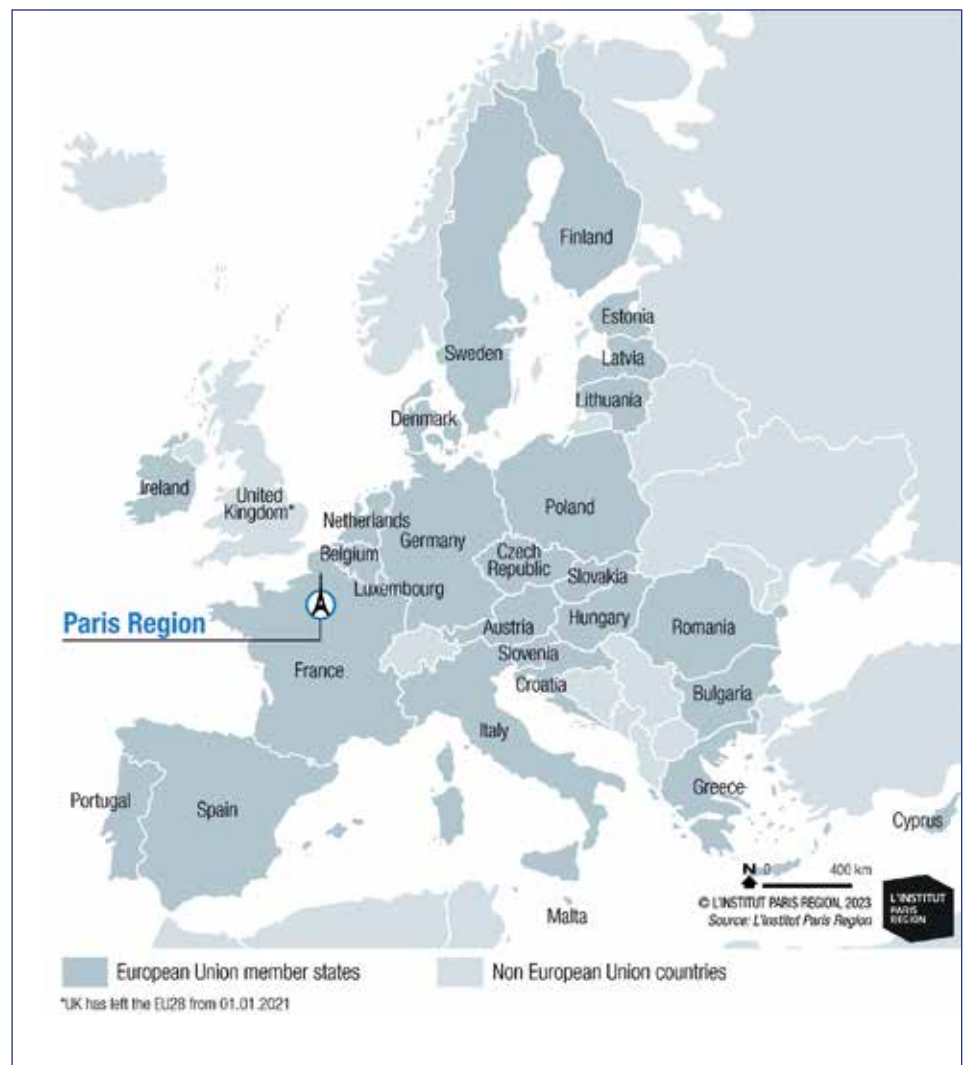 Finland
Estonia
Sweden
Latvia
Lithuania
Denmark
Ireland
United
Kingdom*
Netherlands
Poland
Belgium
Germany
Czech
Republic
Slovakia
Luxembourg
Paris Region
Austria
Hungary
Romania
Slovenia
France
Croatia
Bulgaria
Italy
Portugal
Spain
Greece
Cyprus
N 0 400 km
© L'INSTITUT PARIS REGION, 2023
Source: L'Institut Paris Region
L'INSTITUT
PARIS
REGION
Malta
European Union member states
Non European Union countries
*UK has left the EU28 from 01.01.2021